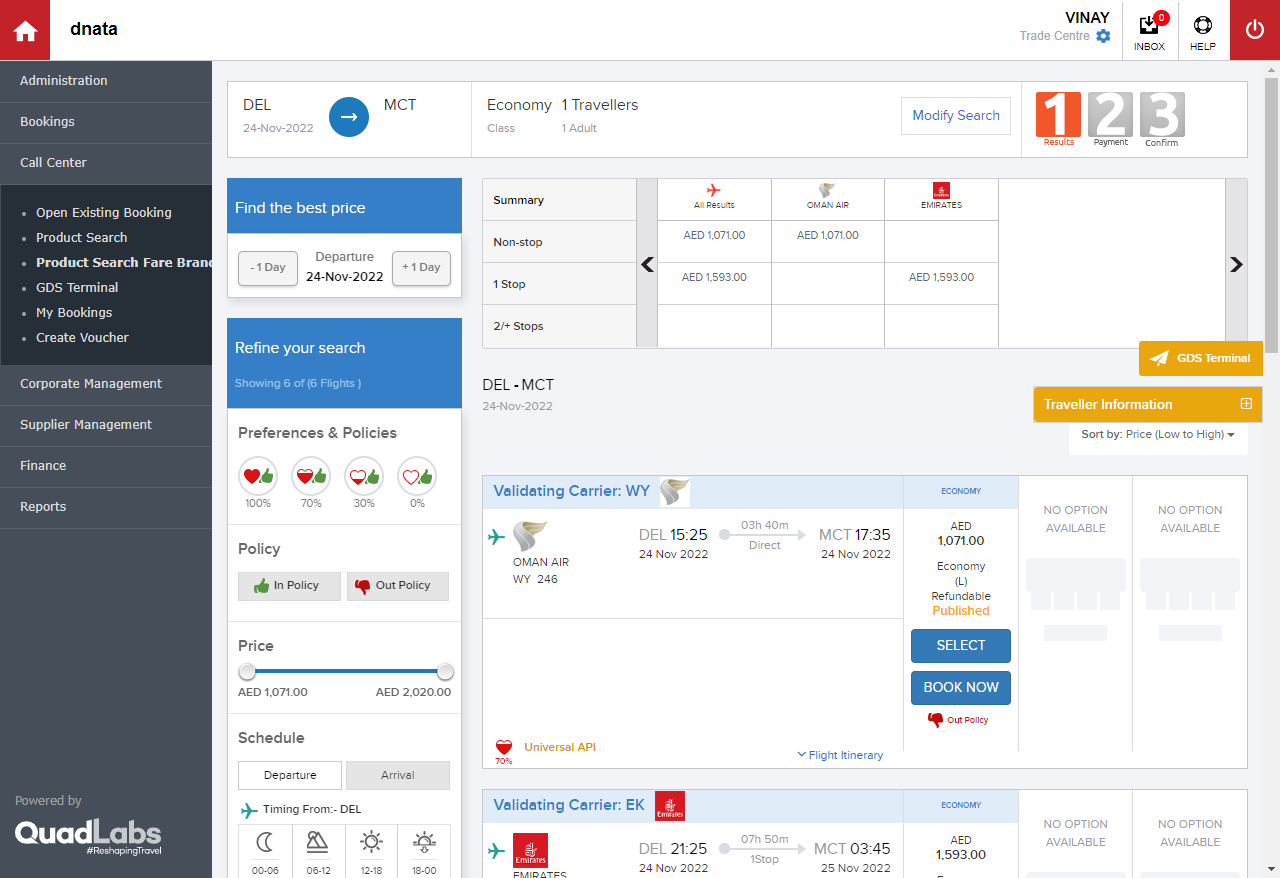 dnata
VINAY
Trade Centre
0
INBOX
HELP
Administration
Bookings
Call Center
Open Existing Booking
Product Search
Product Search Fare Bran
GDS Terminal
My Bookings
Create Voucher
Corporate Management
Supplier Management
Finance
Reports
Powered by
QuadLabs
#ReshapingTravel
DEL
24-Nov-2022
MCT
Economy
Class
1 Travellers
1 Adult
Modify Search
1 2 3
Results Payment Confirm
Find the best price
- 1 Day
Departure
24-Nov-2022
+ 1 Day
Refine your search
Showing 6 of (6 Flights )
Preferences & Policies
100% 70% 30% 0%
Policy
In Policy
Out Policy
Price
AED 1,071.00 AED 2,020.00
Schedule
Departure Arrival
Timing From:- DEL
00-06 06-12 12-18 18-00
Summary All Results OMAN AIR Emirates EMIRATES
Non-stop AED 1,071.00 AED 1,071.00
1 Stop AED 1,593.00 AED 1,593.00
2/+ Stops
GDS Terminal
DEL - MCT
24-Nov-2022
Traveller Information
Sort by: Price (Low to High)
Validating Carrier: WY
OMAN AIR
WY 246
DEL 15:25
24 Nov 2022
03h 40m
Direct
MCT 17:35
24 Nov 2022
Universal API
70%
Flight Itinerary
ECONOMY
AED
1,071.00
Economy
(L)
Refundable
Published
SELECT
BOOK NOW
Out Policy
NO OPTION
AVAILABLE
NO OPTION
AVAILABLE
Validating Carrier: EK
Emirates
Emirates
EMIRATES
DEL 21:25
24 Nov 2022
07h 50m
1Stop
MCT 03:45
25 Nov 2022
ECONOMY
AED
1,593.00
NO OPTION
AVAILABLE
NO OPTION
AVAILABLE